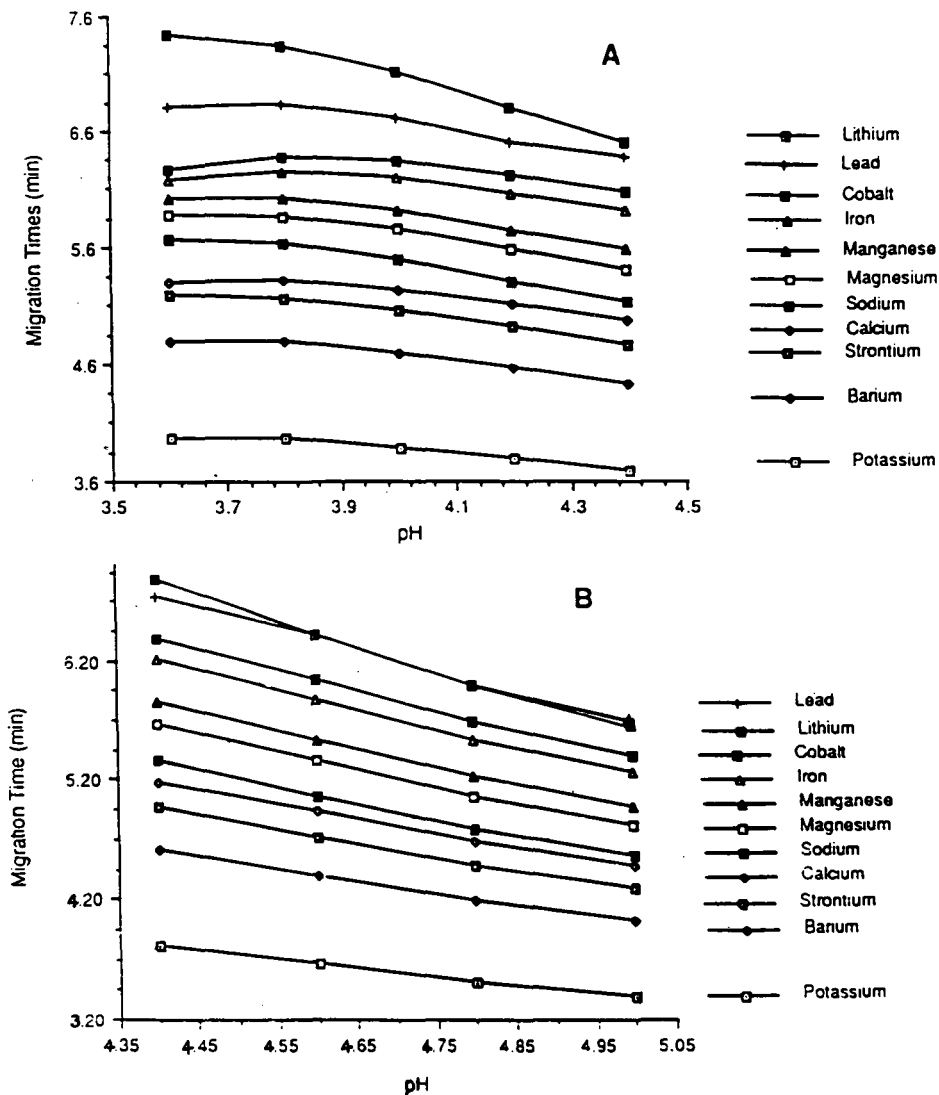 7.6
A
6.6
Migration Times (min)
5.6
4.6
3.6
3.5
3.7
3.9
4.1
4.3
4.5
pH
Lithium
Lead
Cobalt
Iron
Manganese
Magnesium
Sodium
Calcium
Strontium
Barium
Potassium
B
6.20
Migration Time (min)
5.20
4.20
3.20
4.35
4.45
4.55
4.65
4.75
4.85
4.95
5.05
pH
Lead
Lithium
Cobalt
Iron
Manganese
Magnesium
Sodium
Calcium
Strontium
Barium
Potassium